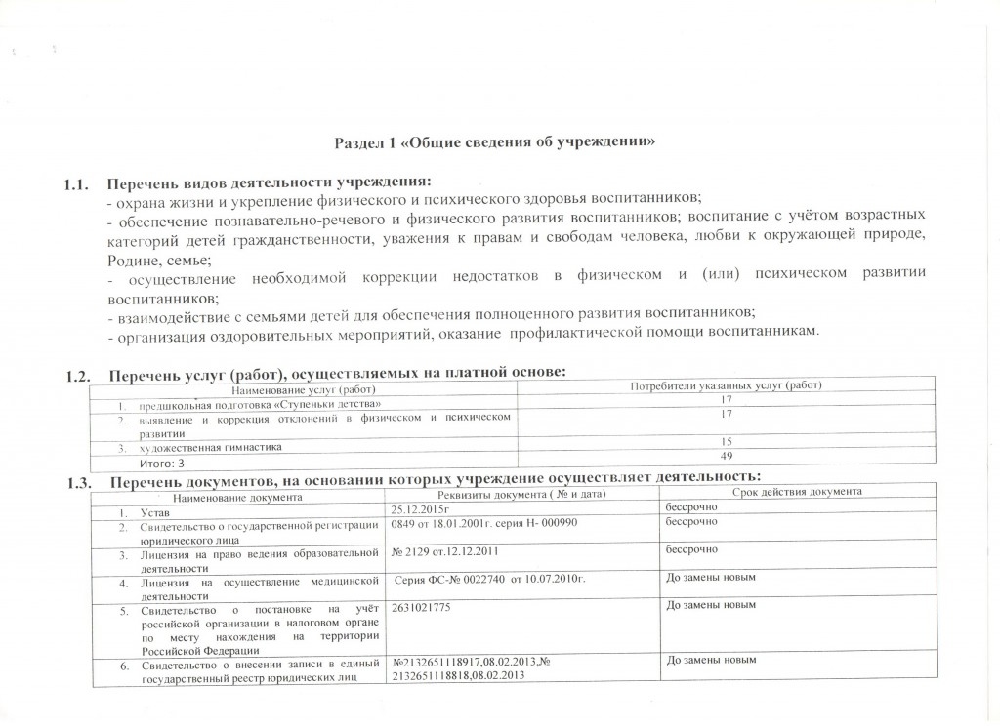 Раздел 1 «Общие сведения об учреждении»
1.1. Перечень видов деятельности учреждения:
- охрана жизни и укрепление физического и психического здоровья воспитанников;
- обеспечение познавательно-речевого и физического развития воспитанников; воспитание с учётом возрастных
категорий детей гражданственности, уважения к правам и свободам человека, любви к окружающей природе,
Родине, семье;
- осуществление необходимой коррекции недостатков в физическом и (или) психическом развитии
воспитанников;
- взаимодействие с семьями детей для обеспечения полноценного развития воспитанников;
- организация оздоровительных мероприятий, оказание профилактической помощи воспитанникам.
1.2. Перечень услуг (работ), осуществляемых на платной основе:
Наименование услуг (работ) Потребители указанных услуг (работ)
1. предшкольная подготовка «Ступеньки детства» 17
2. выявление и коррекция отклонений в физическом и психическом 17
развитии
3. художественная гимнастика 15
Итого: 3 49
1.3. Перечень документов, на основании которых учреждение осуществляет деятельность:
Наименование документа Реквизиты документа ( № и дата) Срок действия документа
1. Устав 25.12.2015г бессрочно
2. Свидетельство о государственной регистрации 0849 от 18.01.2001г. серия Н- 000990 бессрочно
юридического лица
3. Лицензия на право ведения образовательной № 2129 от.12.12.2011 бессрочно
деятельности
4. Лицензия на осуществление медицинской Серия ФС-№ 0022740 от 10.07.2010г. До замены новым
деятельности
5. Свидетельство о постановке на учёт 2631021775 До замены новым
российской организации в налоговом органе
по месту нахождения на территории
Российской Федерации
6. Свидетельство о внесении записи в единый №2132651118917,08.02.2013,№ До замены новым
государственный реестр юридических лиц 2132651118818,08.02.2013